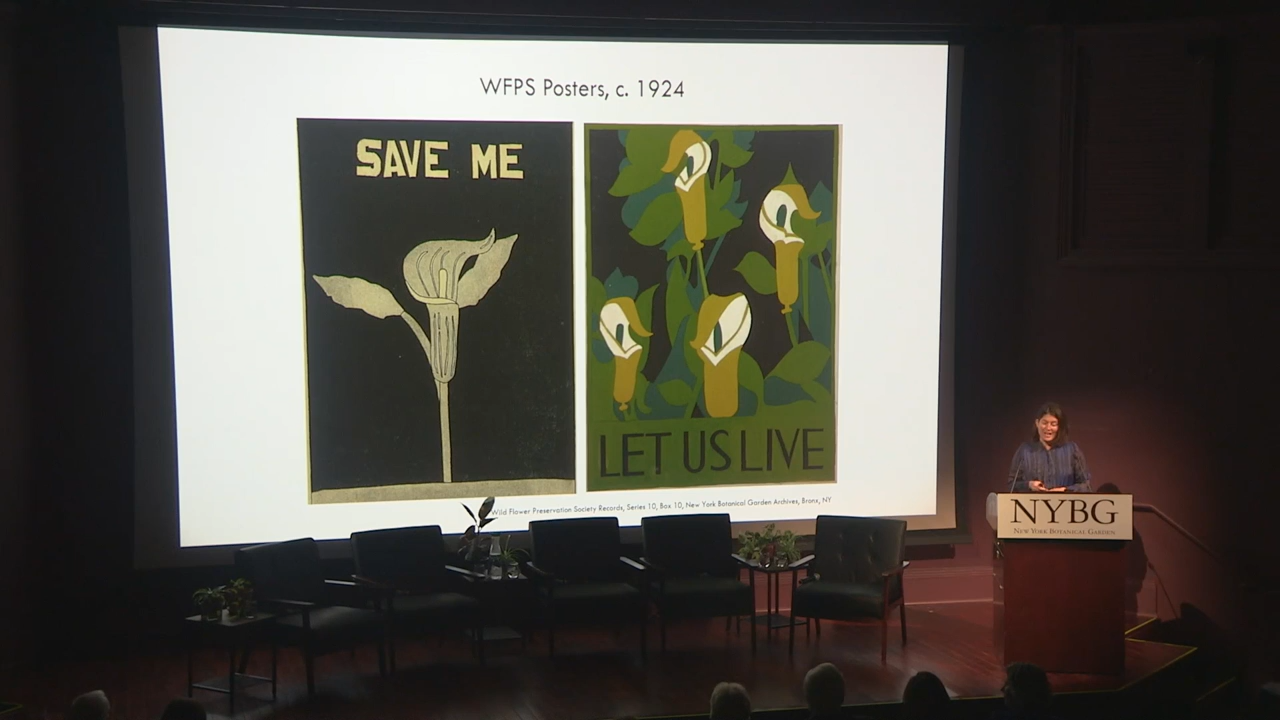 WFPS Posters, c. 1924
SAVE ME
LET US LIVE
Wild Flower Preservation Society Records, Series 10, Box 10, New York Botanical Garden Archives, Bronx, NY
NYBG
NEW YORK BOTANICAL GARDEN